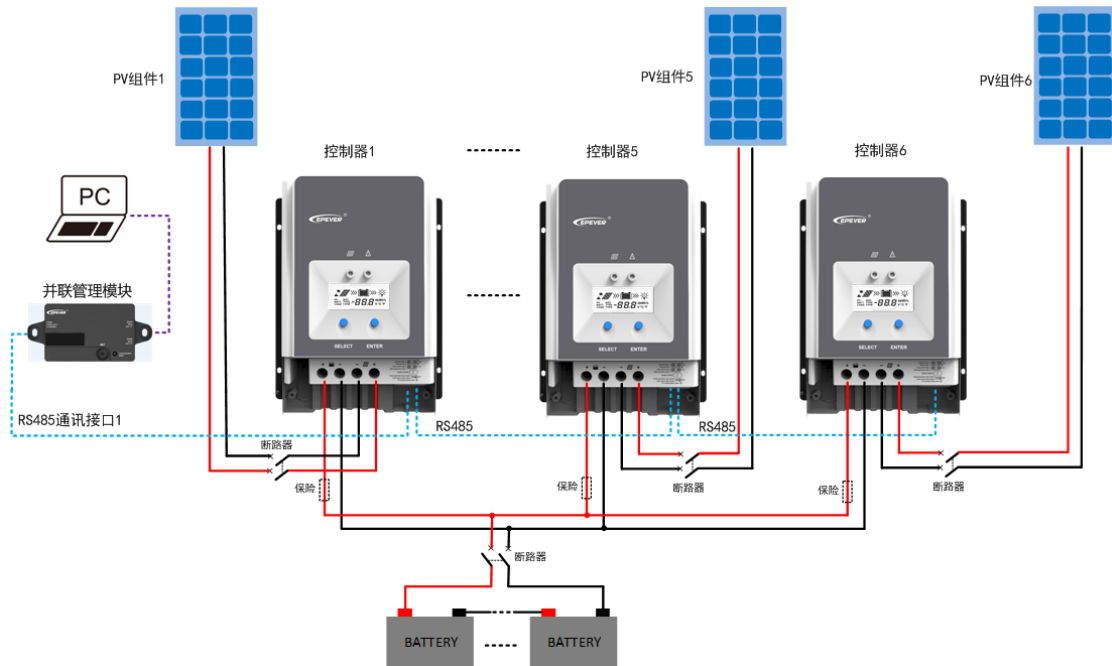 PV组件1
PV组件5
PV组件6
控制器1
控制器5
控制器6
PC
并联管理模块
EPEVER
EPEVER
EPEVER
EPEVER
SELECT ENTER
SELECT ENTER
SELECT ENTER
RS485通讯接口1
RS485
RS485
断路器
断路器
断路器
保险
保险
保险
断路器
BATTERY
BATTERY